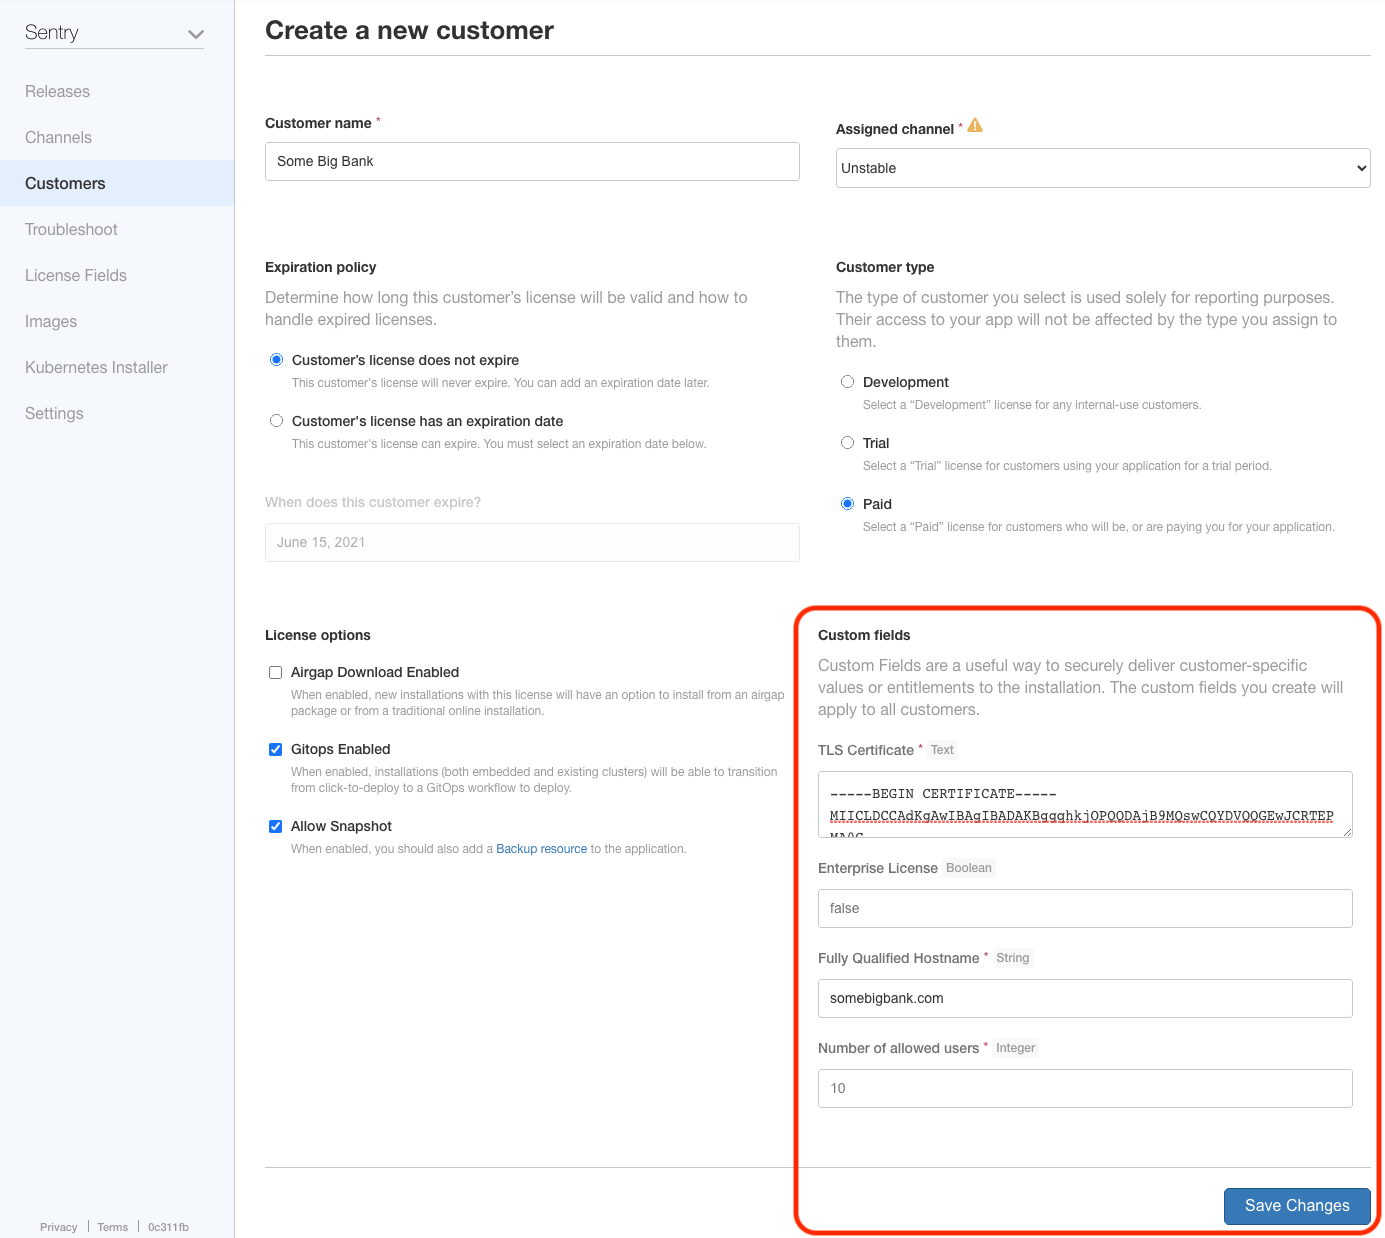 Sentry
Releases
Channels
Customers
Troubleshoot
License Fields
Images
Kubernetes Installer
Settings
Privacy
Terms
0c311fb
Create a new customer
Customer name *
Some Big Bank
Assigned channel *
Unstable
Expiration policy
Determine how long this customer’s license will be valid and how to
handle expired licenses.
Customer’s license does not expire
This customer's license will never expire. You can add an expiration date later.
Customer's license has an expiration date
This customer's license can expire. You must select an expiration date below.
When does this customer expire?
June 15, 2021
Customer type
The type of customer you select is used solely for reporting purposes.
Their access to your app will not be affected by the type you assign to
them.
Development
Select a “Development” license for any internal-use customers.
Trial
Select a “Trial” license for customers using your application for a trial period.
Paid
Select a “Paid” license for customers who will be, or are paying you for your application.
License options
Airgap Download Enabled
When enabled, new installations with this license will have an option to install from an airgap
package or from a traditional online installation.
Gitops Enabled
When enabled, installations (both embedded and existing clusters) will be able to transition
from click-to-deploy to a GitOps workflow to deploy.
Allow Snapshot
When enabled, you should also add a Backup resource to the application.
Custom fields
Custom Fields are a useful way to securely deliver customer-specific
values or entitlements to the installation. The custom fields you create will
apply to all customers.
TLS Certificate * Text
-----BEGIN CERTIFICATE-----
MIICLDCCAdKgAwIBAgIBADAKBggqhkjOPQQDAjB9MQswCQYDVQQGEwJCRTEP
Enterprise License Boolean
false
Fully Qualified Hostname * String
somebigbank.com
Number of allowed users * Integer
10
Save Changes